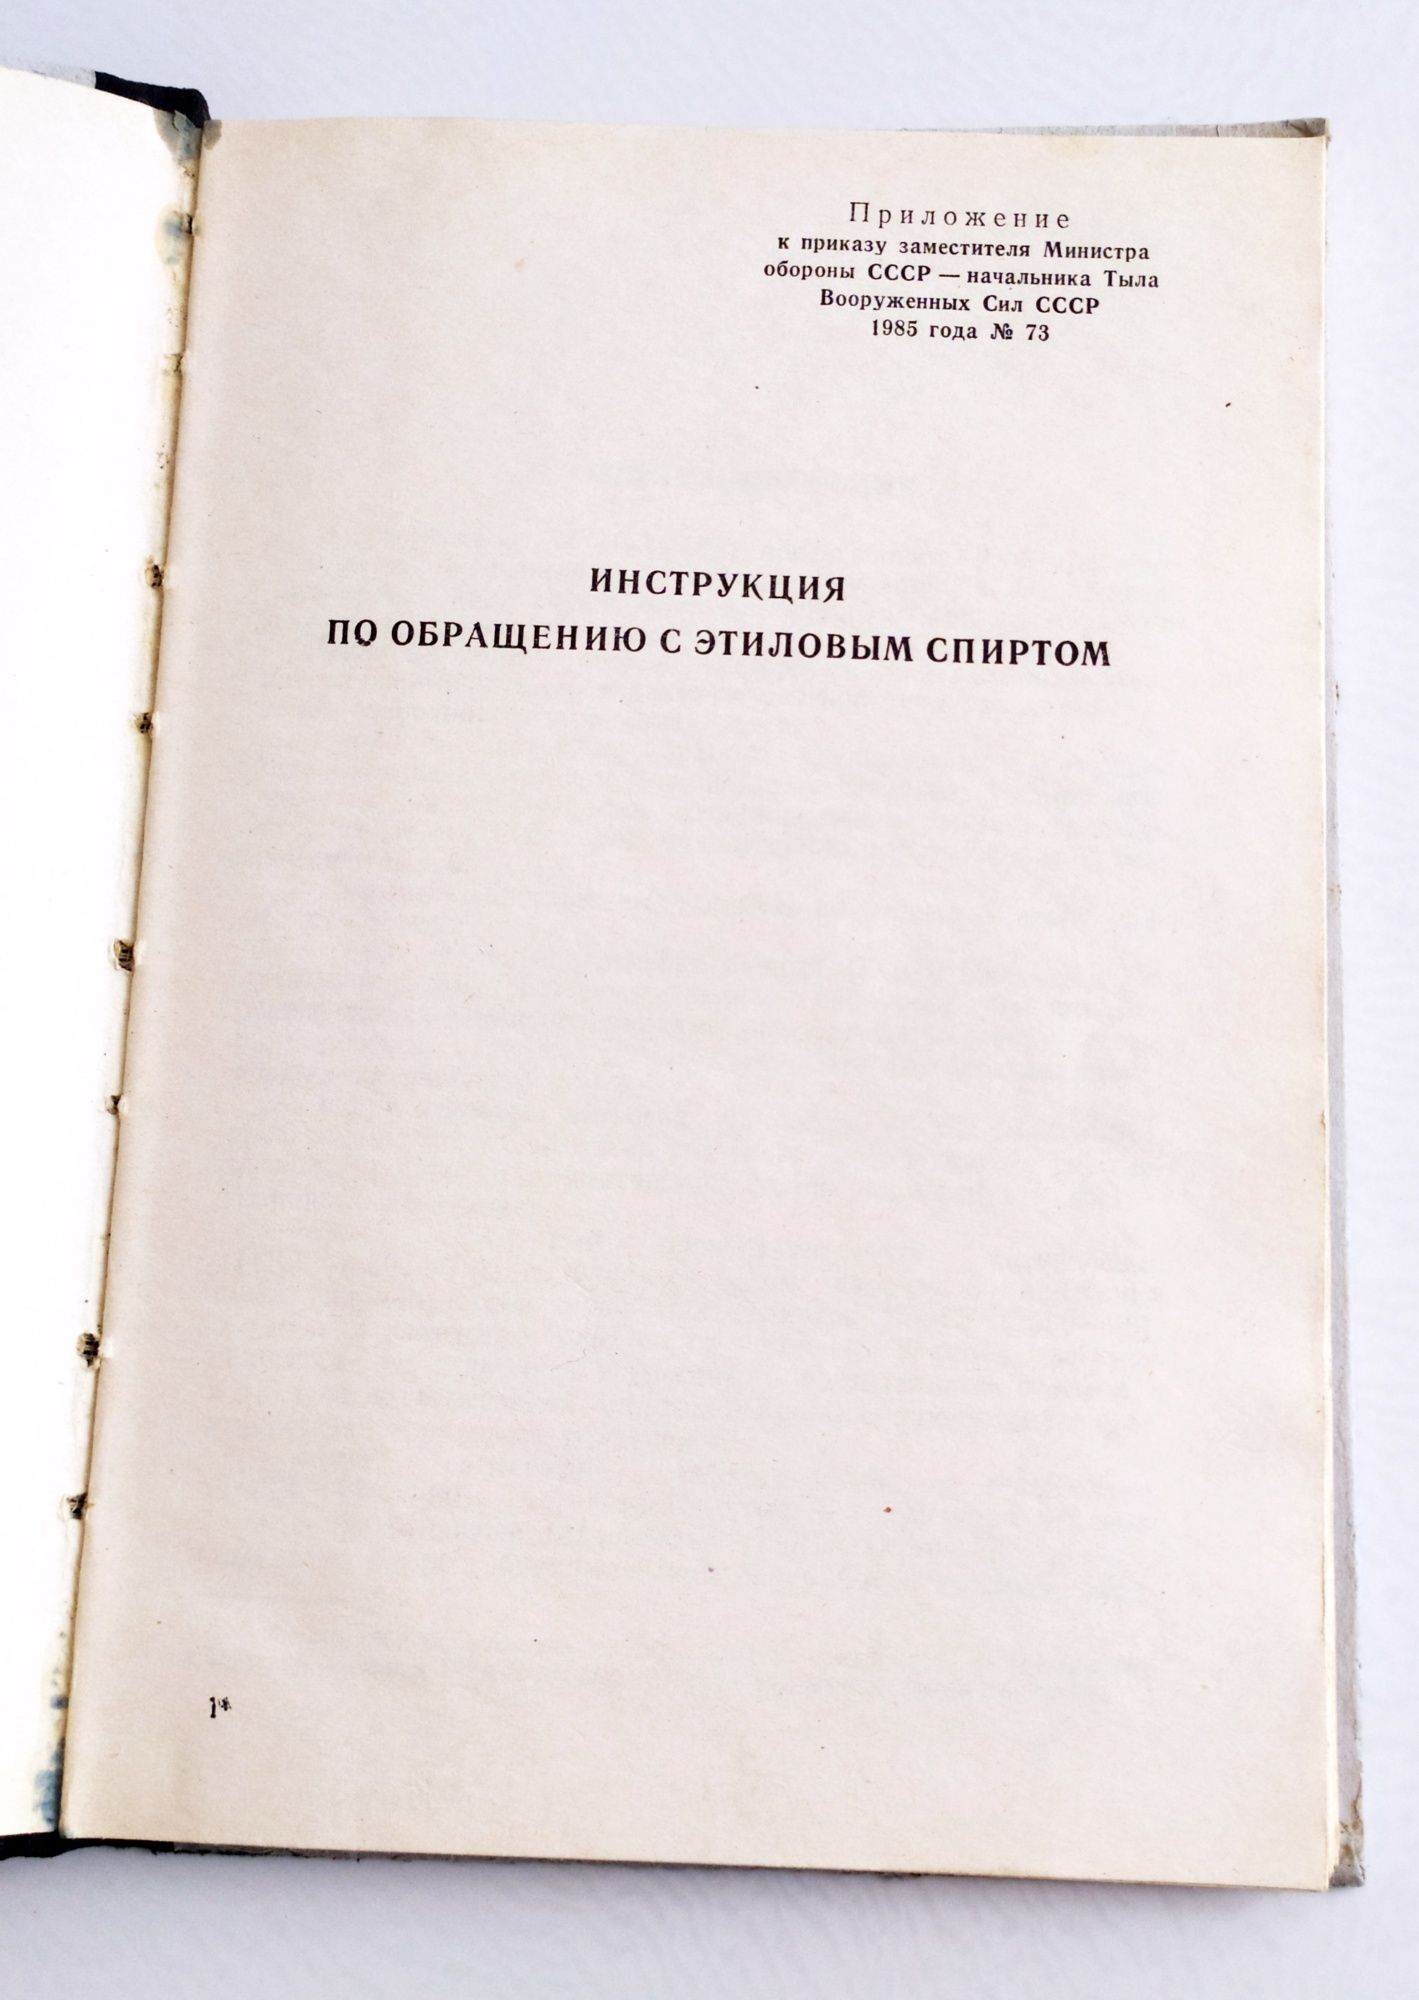 Приложение
к приказу заместителя Министра
обороны СССР — начальника Тыла
Вооруженных Сил СССР
1985 года № 73
ИНСТРУКЦИЯ
ПО ОБРАЩЕНИЮ С ЭТИЛОВЫМ СПИРТОМ
1*